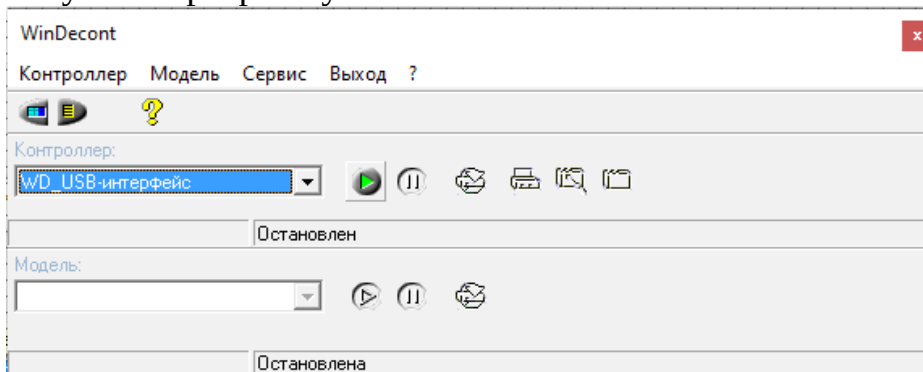 WinDecont
x
Контроллер Модель Сервис Выход ?
?
Контроллер:
WD_USB-интерфейс
Остановлен
Модель:
Остановлена